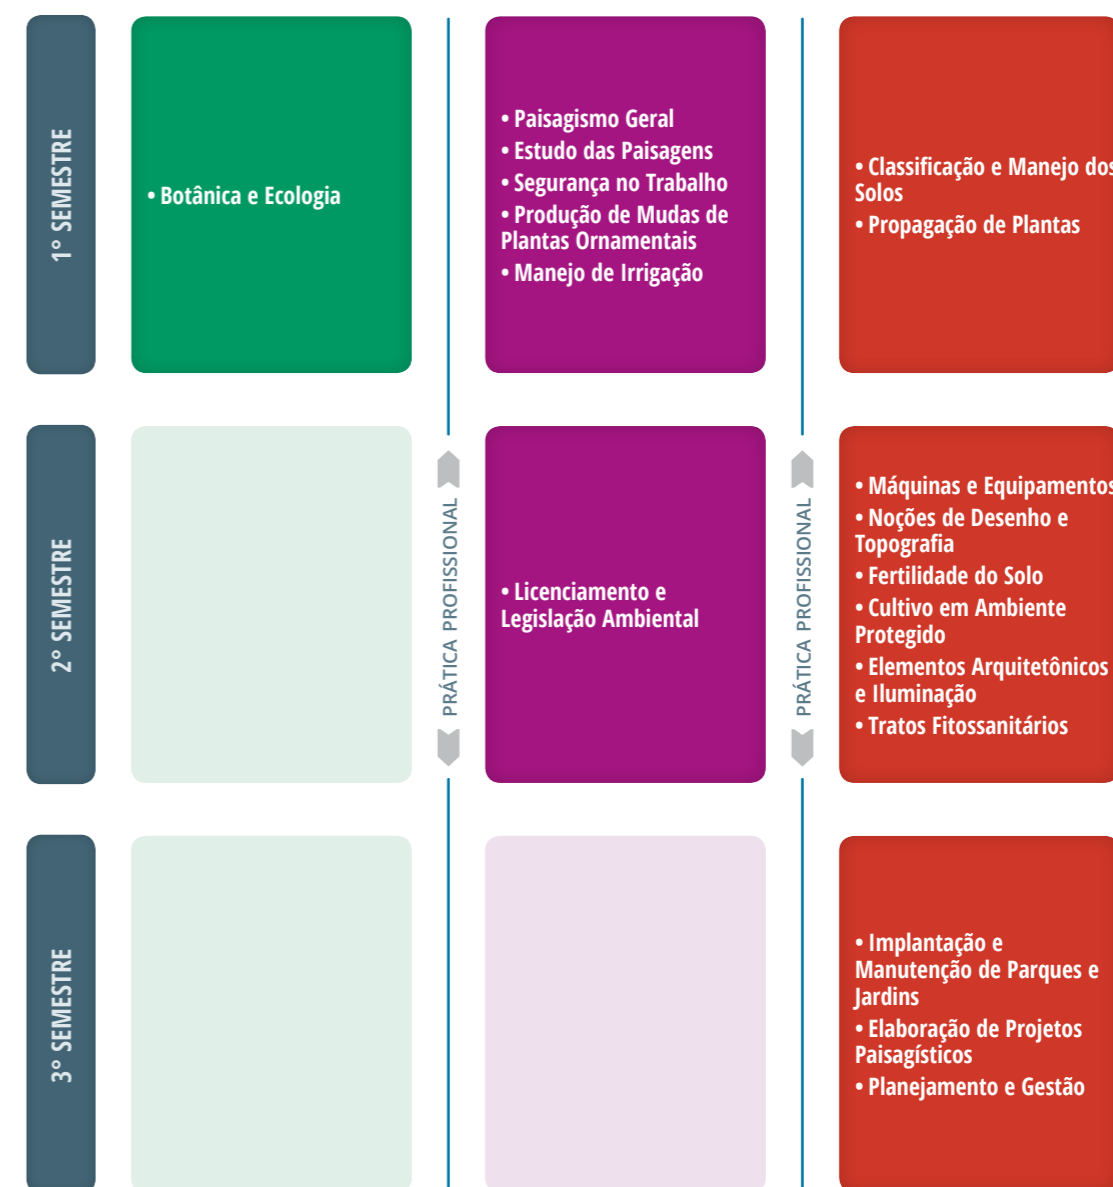 1º SEMESTRE
• Botânica e Ecologia
• Paisagismo Geral
• Estudo das Paisagens
• Segurança no Trabalho
• Produção de Mudas de
Plantas Ornamentais
• Manejo de Irrigação
• Classificação e Manejo dos
Solos
• Propagação de Plantas
2º SEMESTRE
PRÁTICA PROFISSIONAL
• Licenciamento e
Legislação Ambiental
PRÁTICA PROFISSIONAL
• Máquinas e Equipamentos
• Noções de Desenho e
Topografia
• Fertilidade do Solo
• Cultivo em Ambiente
Protegido
• Elementos Arquitetônicos
e Iluminação
• Tratos Fitossanitários
3º SEMESTRE
• Implantação e
Manutenção de Parques e
Jardins
• Elaboração de Projetos
Paisagísticos
• Planejamento e Gestão